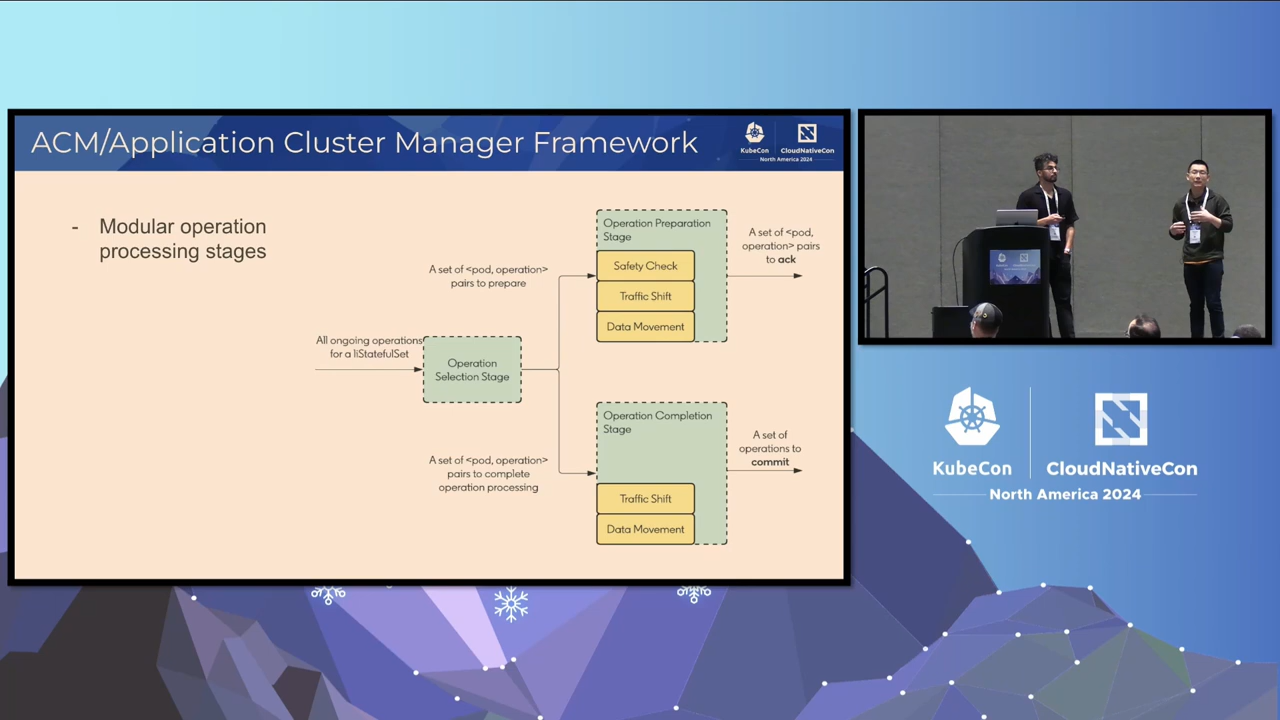 ACM/Application Cluster Manager Framework
KubeCon
CloudNativeCon
North America 2024
- Modular operation
processing stages
All ongoing operations
for a liStatefulSet
Operation
Selection Stage
A set of <pod, operation>
pairs to prepare
Operation Preparation
Stage
Safety Check
Traffic Shift
Data Movement
A set of <pod,
operation> pairs
to ack
A set of <pod, operation>
pairs to complete
operation processing
Operation Completion
Stage
Traffic Shift
Data Movement
A set of
operations to
commit
KubeCon
CloudNativeCon
North America 2024